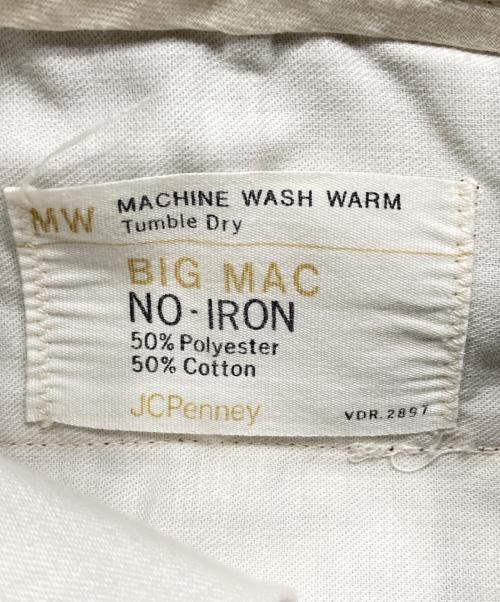 MW MACHINE WASH WARM
Tumble Dry
BIG MAC
NO-IRON
50% Polyester
50% Cotton
JCPenney VDR. 2897